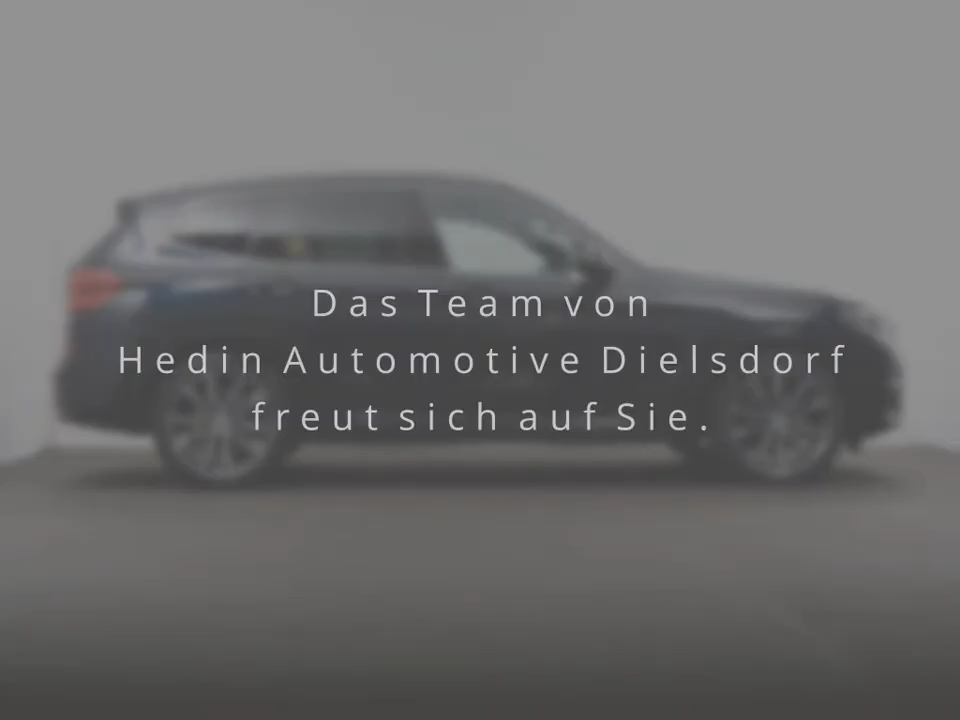 Das Team von
Hedin Automotive Dielsdorf
freut sich auf Sie.